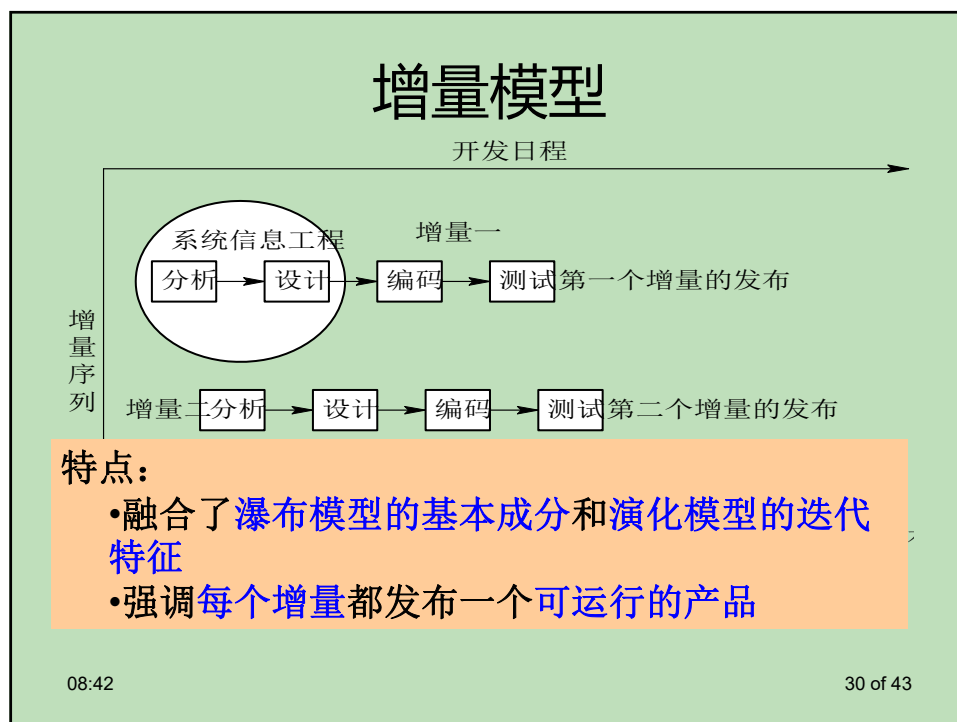 增量模型
开发日程
系统信息工程
增量一
分析 设计 编码 测试 第一个增量的发布
增量序列
增量二 分析 设计 编码 测试 第二个增量的发布
特点：
•融合了瀑布模型的基本成分和演化模型的迭代
特征
•强调每个增量都发布一个可运行的产品
08:42
30 of 43